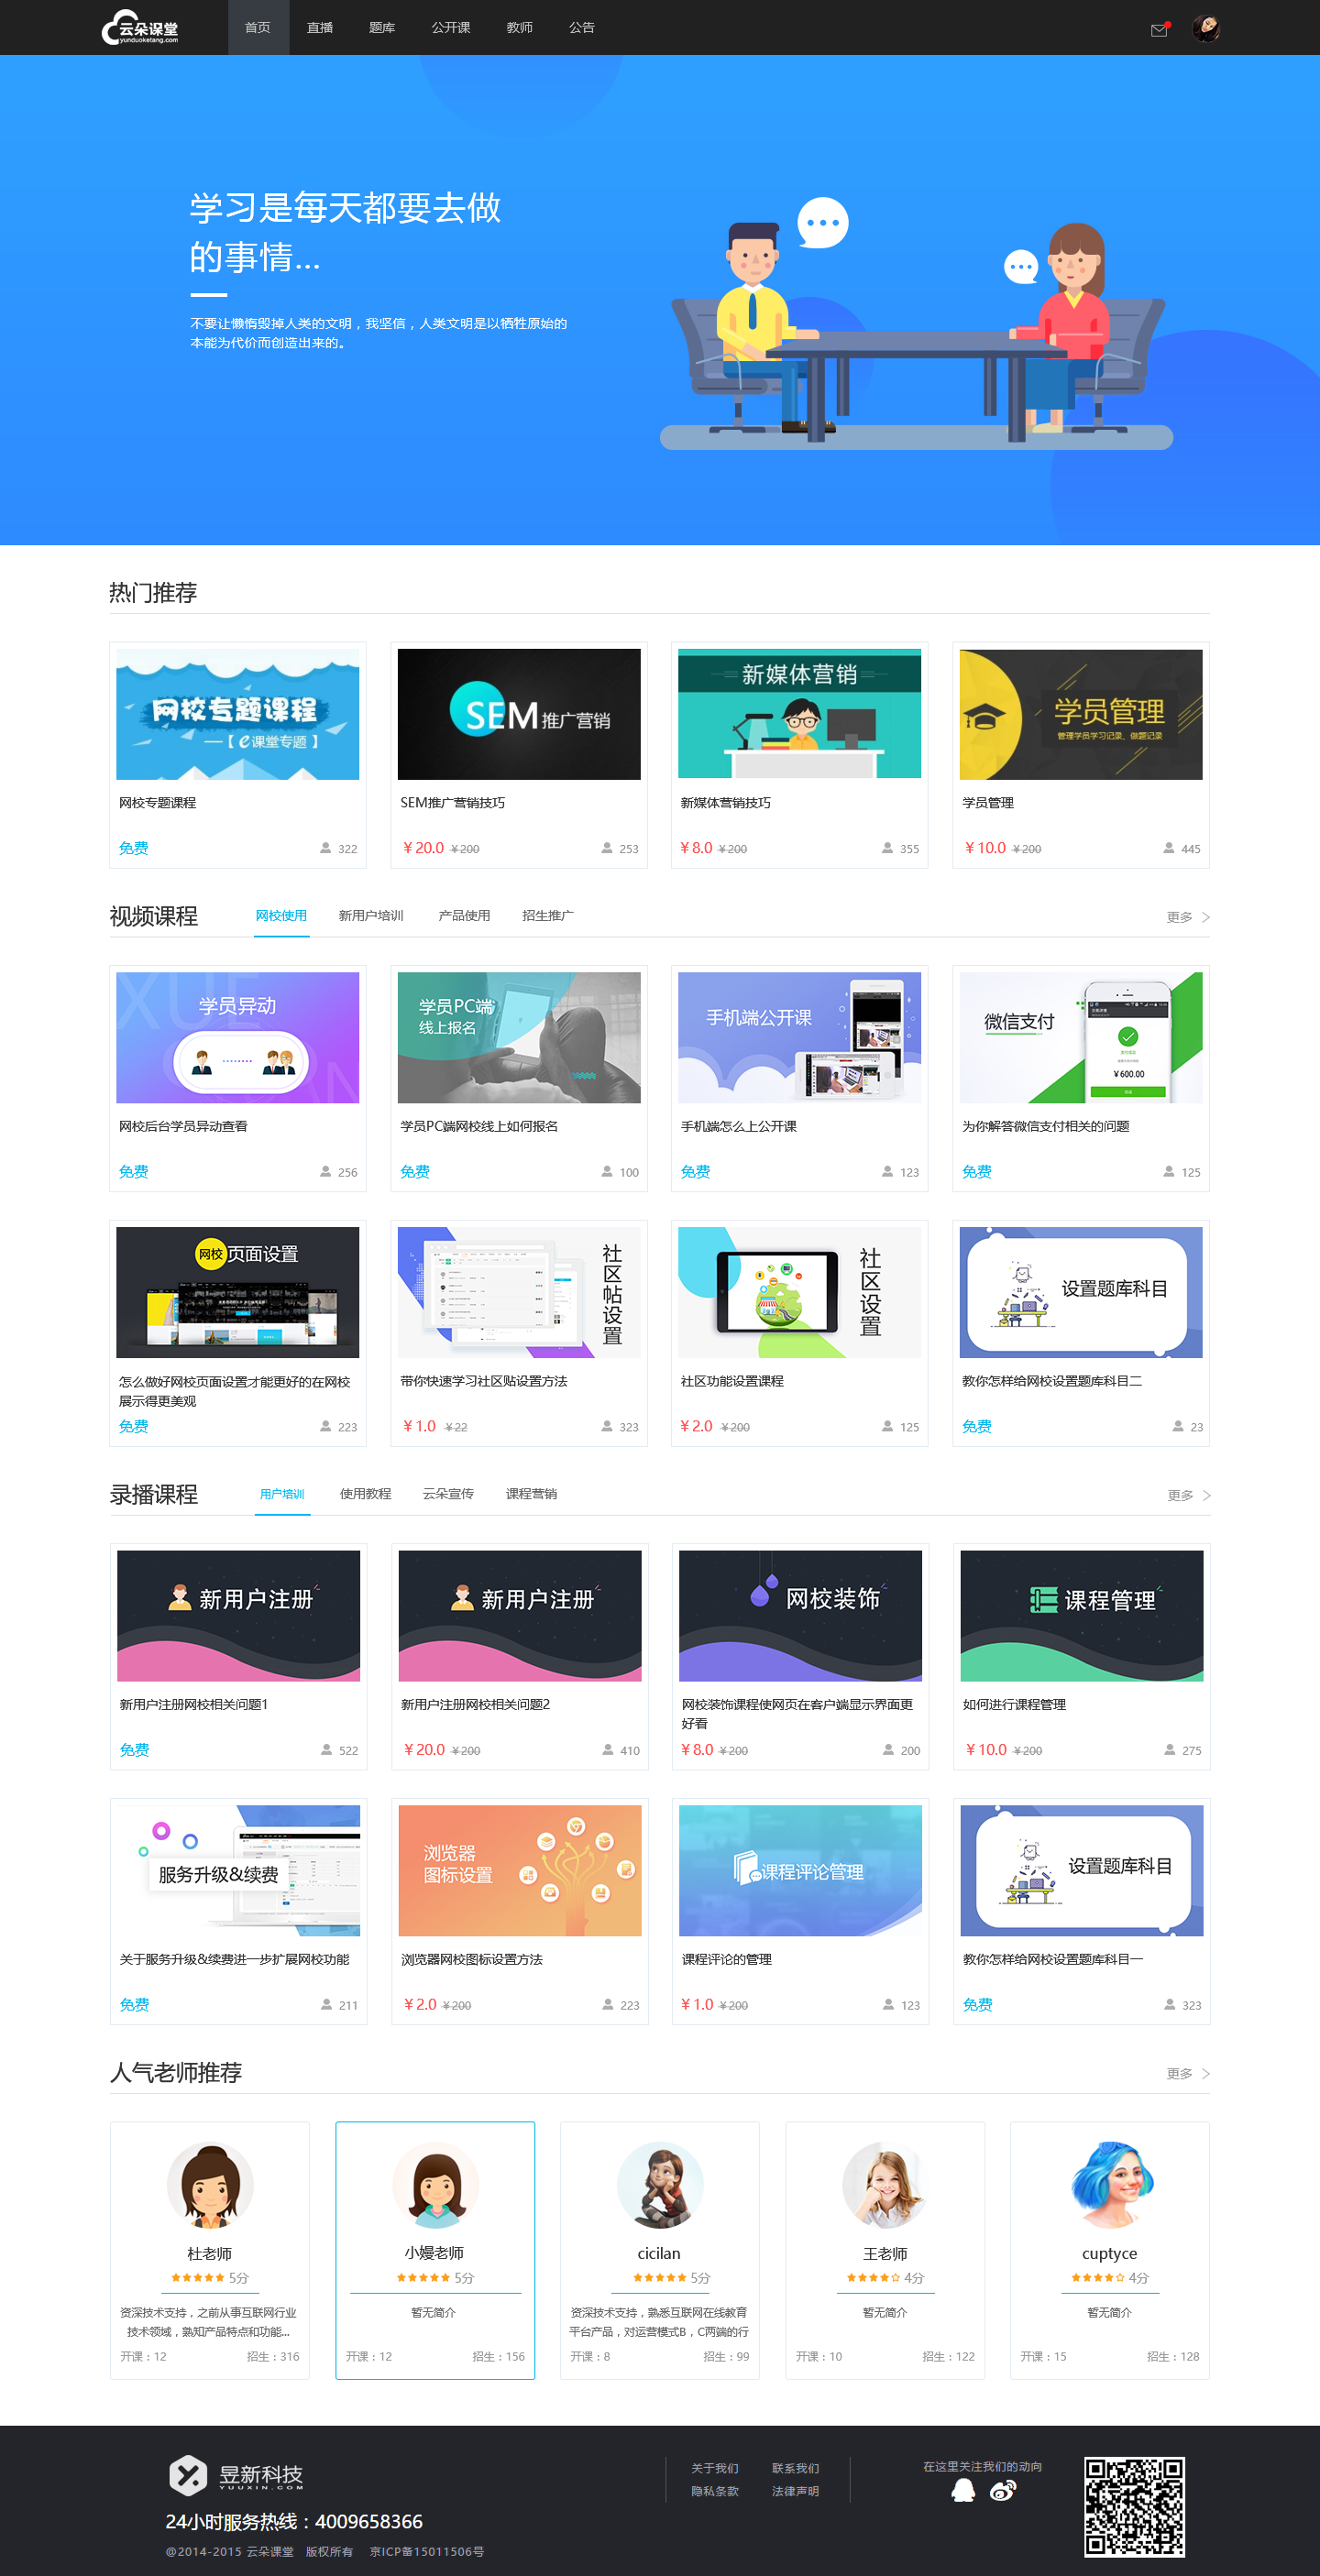 云朵课堂
yunduoketang.com
首页 直播 题库 公开课 教师 公告
学习是每天都要去做
的事情...
不要让懒惰毁掉人类的文明，我坚信，人类文明是以牺牲原始的
本能为代价而创造出来的。
热门推荐
网校专题课程
—【 e课堂专题 】
SEM推广营销
新媒体营销
学员管理
管理学员学习记录、做题记录
网校专题课程
SEM推广营销技巧
新媒体营销技巧
学员管理
免费 322
￥20.0 ￥200 253
￥8.0 ￥200 355
￥10.0 ￥200 445
视频课程 网校使用 新用户培训 产品使用 招生推广 更多 >
XUE
学员异动
学员PC端
线上报名
手机端公开课
微信支付
¥600.00
网校后台学员异动查看
学员PC端网校线上如何报名
手机端怎么上公开课
为你解答微信支付相关的问题
免费 256
免费 100
免费 123
免费 125
网校页面设置
社区帖设置
社区设置
设置题库科目
怎么做好网校页面设置才能更好的在网校
展示得更美观
带你快速学习社区贴设置方法
社区功能设置课程
教你怎样给网校设置题库科目二
免费 223
￥1.0 ￥22 323
￥2.0 ￥200 125
免费 23
录播课程 用户培训 使用教程 云朵宣传 课程营销 更多 >
新用户注册
新用户注册
网校装饰
课程管理
新用户注册网校相关问题1
新用户注册网校相关问题2
网校装饰课程使网页在客户端显示界面更
好看
如何进行课程管理
免费 522
￥20.0 ￥200 410
￥8.0 ￥200 200
￥10.0 ￥200 275
服务升级&续费
浏览器
图标设置
课程评论管理
设置题库科目
关于服务升级&续费进一步扩展网校功能
浏览器网校图标设置方法
课程评论的管理
教你怎样给网校设置题库科目一
免费 211
￥2.0 ￥200 223
￥1.0 ￥200 123
免费 323
人气老师推荐 更多 >
杜老师
5分
资深技术支持，之前从事互联网行业
技术领域，熟知产品特点和功能...
开课：12 招生：316
小嫚老师
5分
暂无简介
开课：12 招生：156
cicilan
5分
资深技术支持，熟悉互联网在线教育
平台产品，对运营模式B，C两端的行
开课：8 招生：99
王老师
4分
暂无简介
开课：10 招生：122
cuptyce
4分
暂无简介
开课：15 招生：128
昱新科技
YUUXIN.COM
24小时服务热线：4009658366
@2014-2015 云朵课堂 版权所有 京ICP备15011506号
关于我们 联系我们
隐私条款 法律声明
在这里关注我们的动向